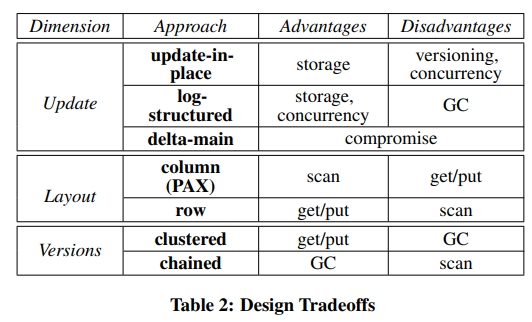 Dimension Approach Advantages Disadvantages
Update
update-in-
place
storage
versioning,
concurrency
log-
structured
storage,
concurrency
GC
delta-main
compromise
Layout
column
(PAX)
scan
get/put
row
get/put
scan
Versions
clustered
get/put
GC
chained
GC
scan
Table 2: Design Tradeoffs